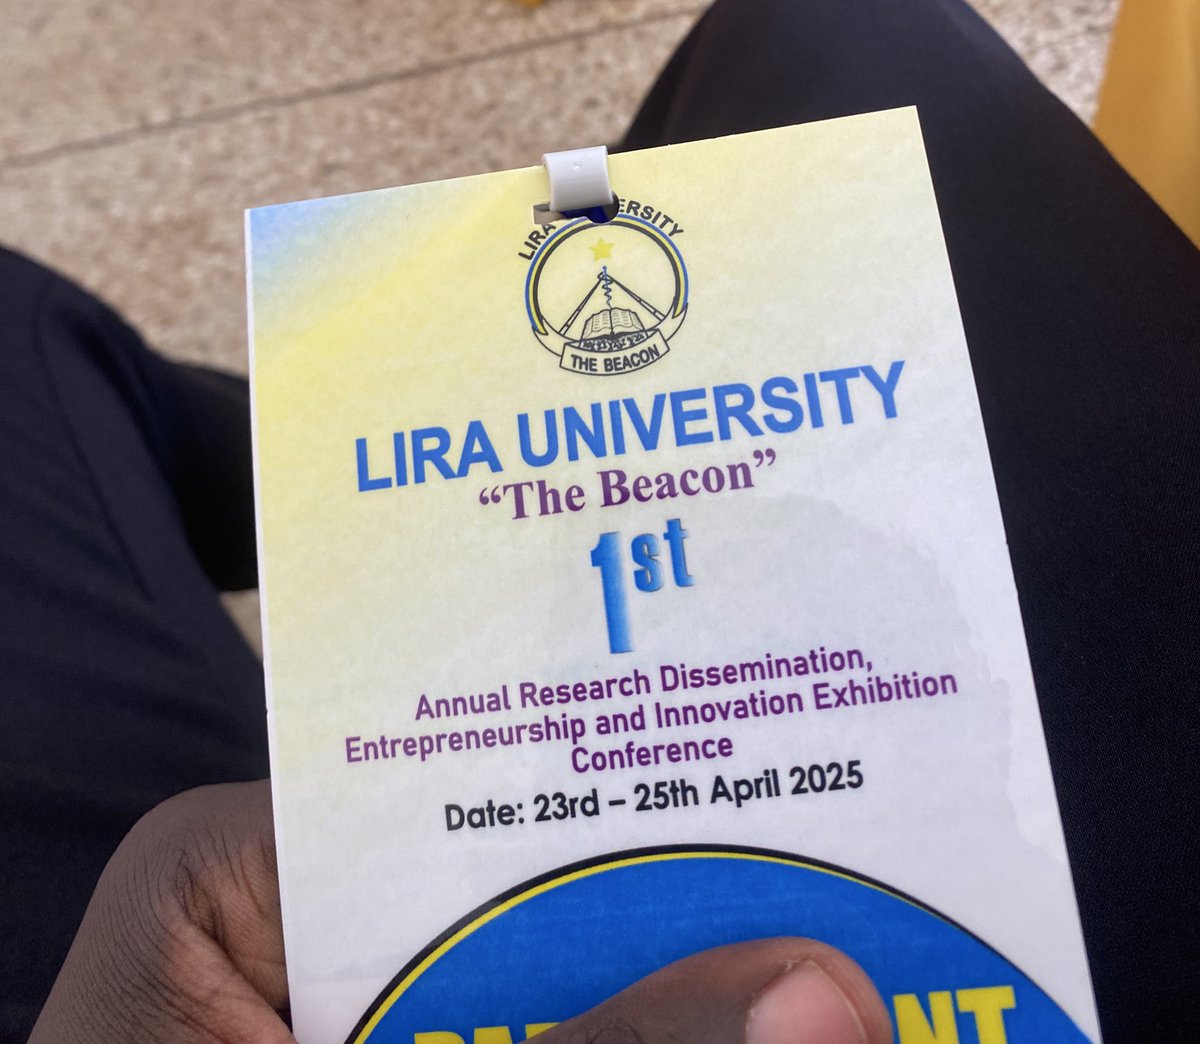 LIRA UNIVERSITY
THE BEACON
LIRA UNIVERSITY
“The Beacon”
1st
Annual Research Dissemination,
Entrepreneurship and Innovation Exhibition
Conference
Date: 23rd – 25th April 2025